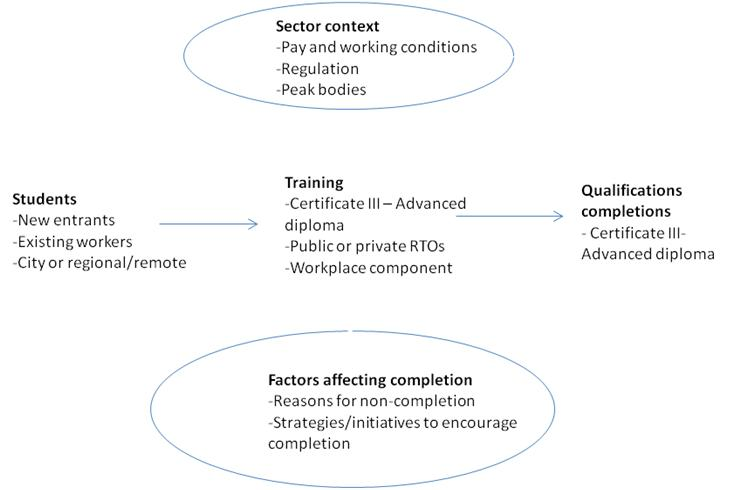 Sector context
-Pay and working conditions
-Regulation
-Peak bodies
Students
-New entrants
-Existing workers
-City or regional/remote
Training
-Certificate III – Advanced
diploma
-Public or private RTOs
-Workplace component
Qualifications
completions
- Certificate III-
Advanced diploma
Factors affecting completion
-Reasons for non-completion
-Strategies/initiatives to encourage
completion